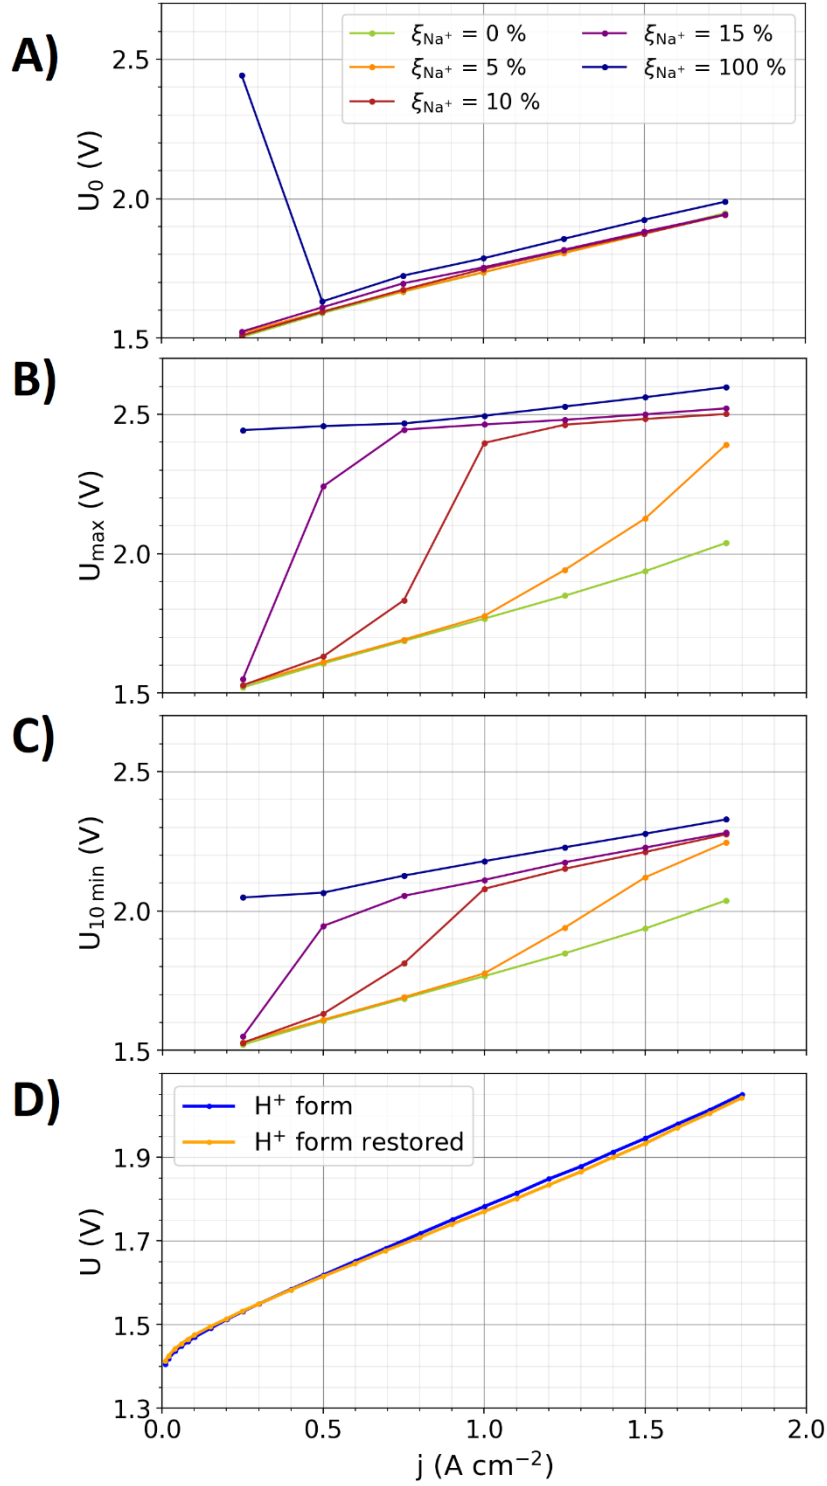 A)
2.5
2.0
1.5
U₀ (V)
ξNa⁺ = 0 %
ξNa⁺ = 5 %
ξNa⁺ = 10 %
ξNa⁺ = 15 %
ξNa⁺ = 100 %
B)
2.5
2.0
1.5
Umax (V)
C)
2.5
2.0
1.5
U10 min (V)
D)
H⁺ form
H⁺ form restored
1.9
1.7
1.5
1.3
U (V)
0.0 0.5 1.0 1.5 2.0
j (A cm⁻²)